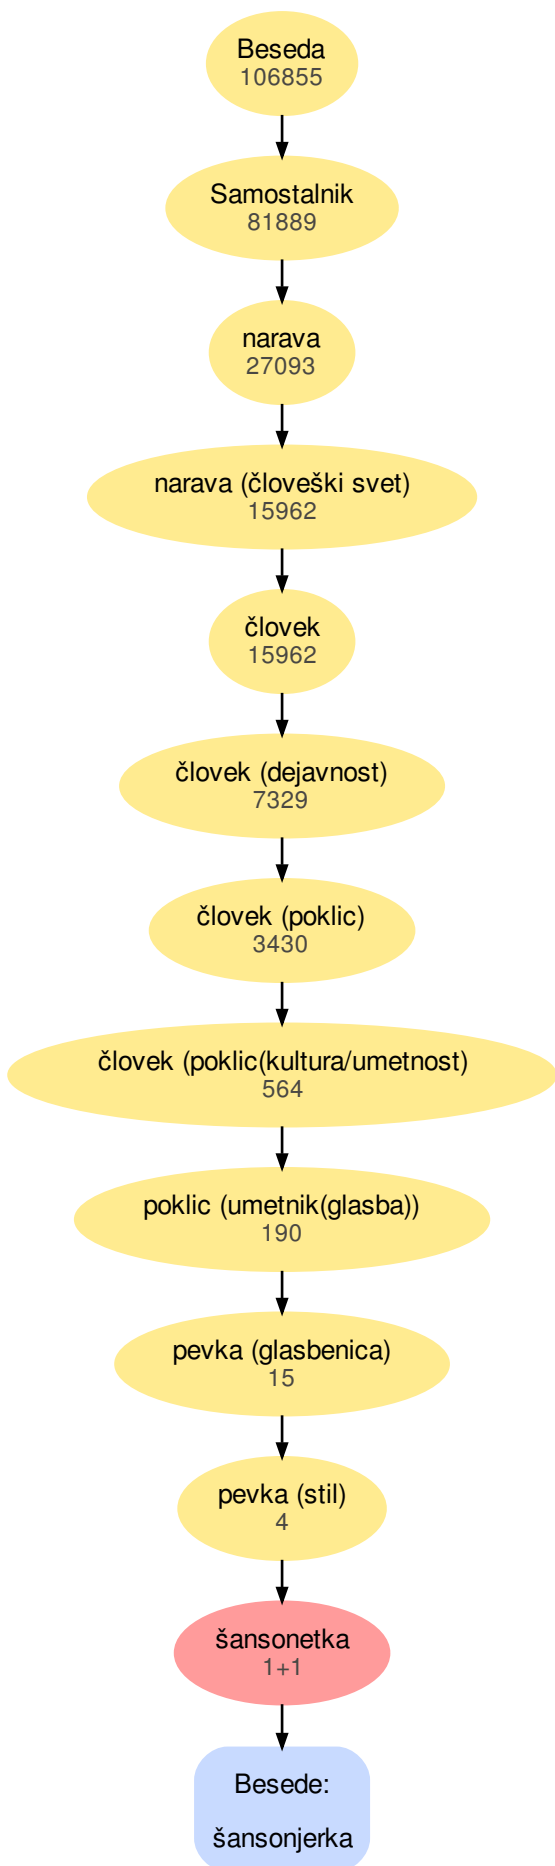 Beseda
106855
Samostalnik
81889
narava
27093
narava (človeški svet)
15962
človek
15962
človek (dejavnost)
7329
človek (poklic)
3430
človek (poklic(kultura/umetnost)
564
poklic (umetnik(glasba))
190
pevka (glasbenica)
15
pevka (stil)
4
šansonetka
1+1
Besede:
šansonjerka